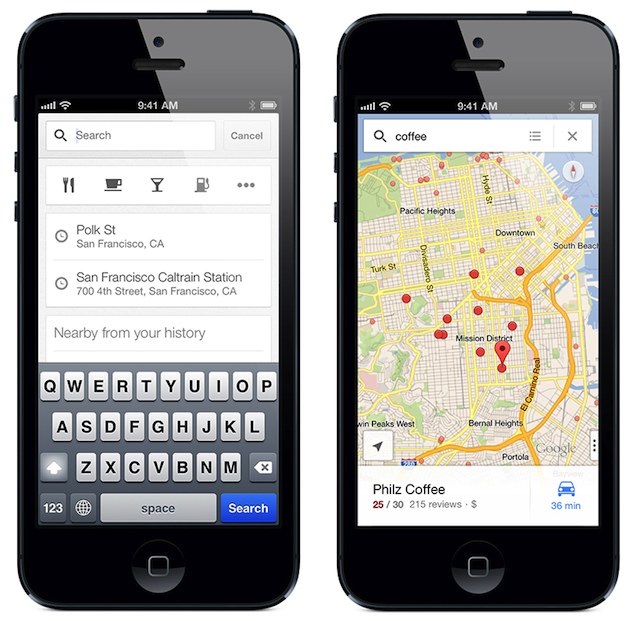 9:41 AM
Search
Cancel
Polk St
San Francisco, CA
San Francisco Caltrain Station
700 4th Street, San Francisco, CA
Nearby from your history
Q W E R T Y U I O P
A S D F G H J K L
Z X C V B N M
123 space Search
9:41 AM
coffee
Hyde St
Pacific Heights
Downtown
South Beach
Divisadero St
Turk St
80
Mission District
El Camino Real
win Peaks West
Bernal Heights
Google
Portola
280
Philz Coffee
25 / 30 215 reviews · $
36 min